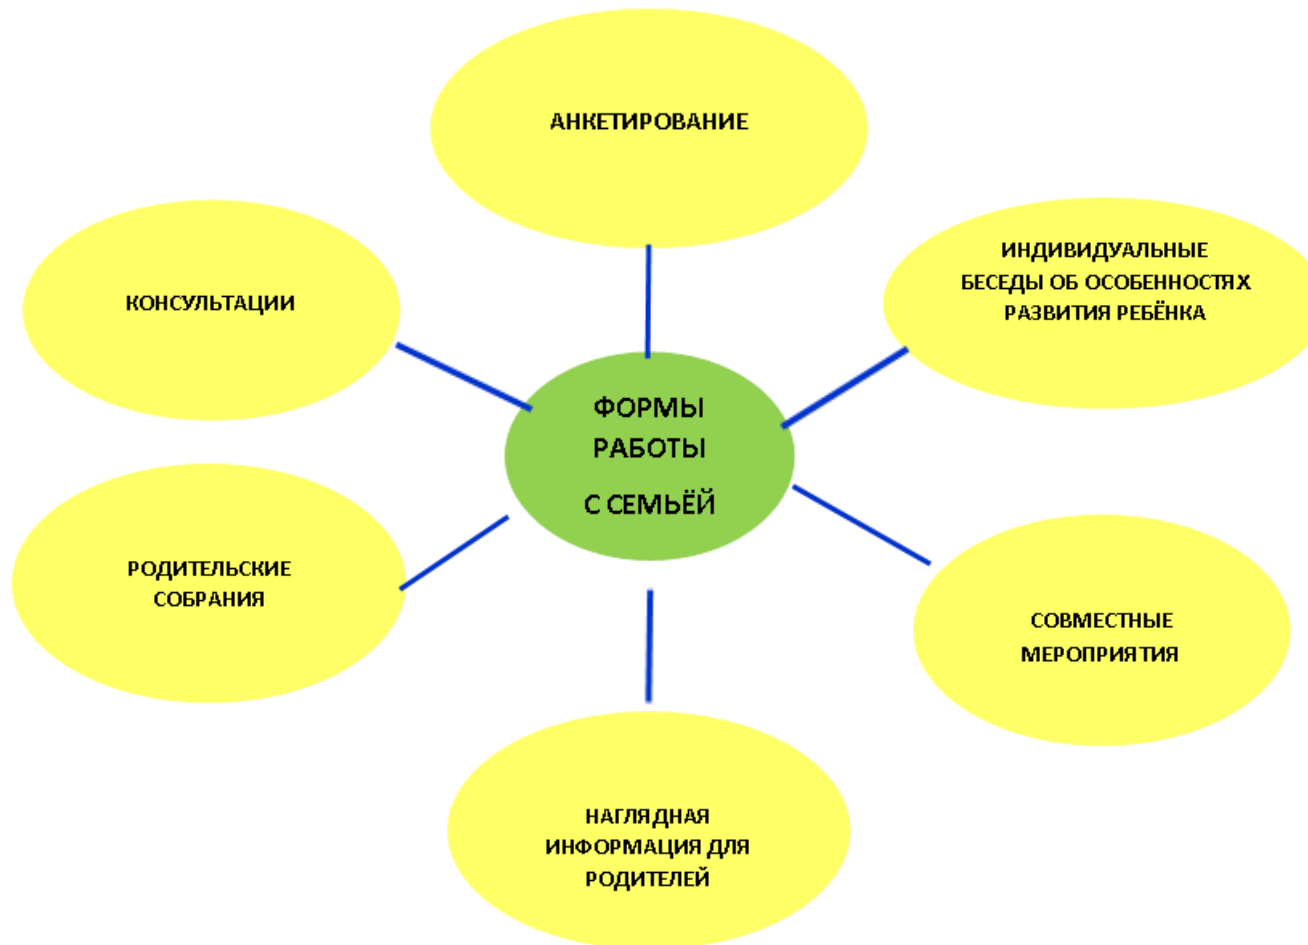 АНКЕТИРОВАНИЕ
ИНДИВИДУАЛЬНЫЕ
БЕСЕДЫ ОБ ОСОБЕННОСТЯХ
РАЗВИТИЯ РЕБЁНКА
КОНСУЛЬТАЦИИ
ФОРМЫ
РАБОТЫ
С СЕМЬЁЙ
РОДИТЕЛЬСКИЕ
СОБРАНИЯ
СОВМЕСТНЫЕ
МЕРОПРИЯТИЯ
НАГЛЯДНАЯ
ИНФОРМАЦИЯ ДЛЯ
РОДИТЕЛЕЙ